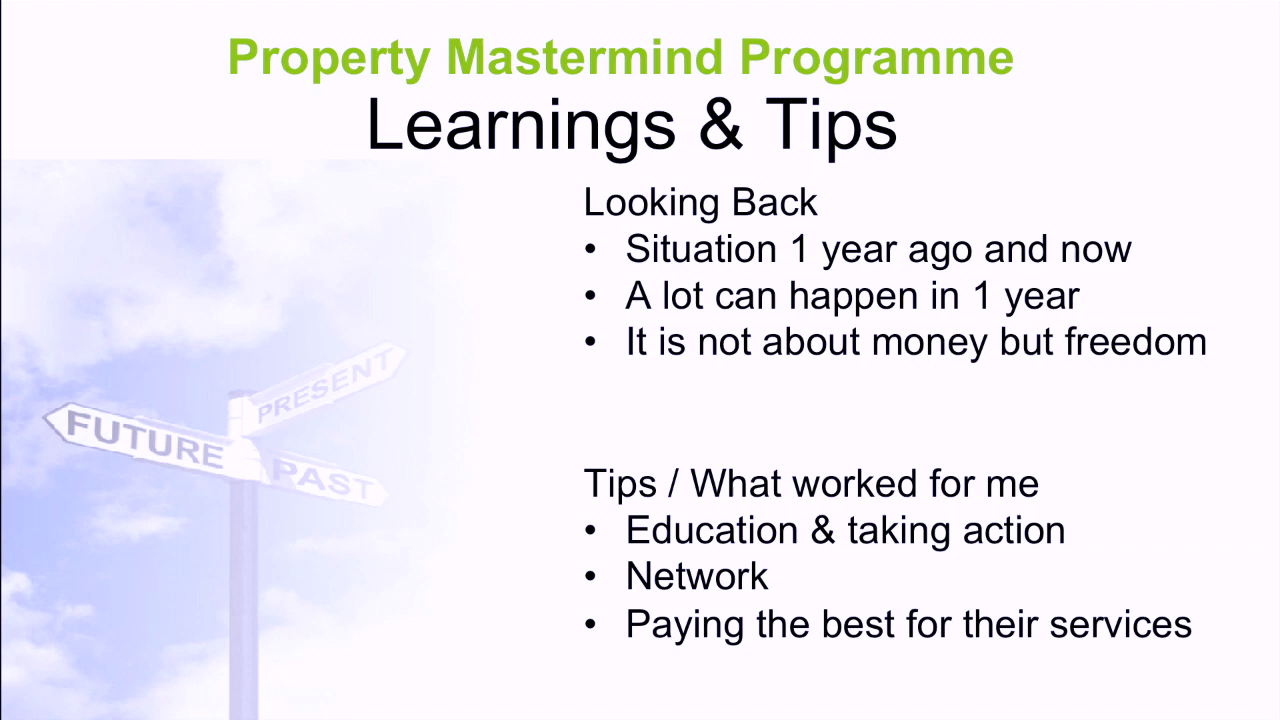 Property Mastermind Programme
Learnings & Tips
Looking Back
• Situation 1 year ago and now
• A lot can happen in 1 year
• It is not about money but freedom
PRESENT
FUTURE
PAST
Tips / What worked for me
• Education & taking action
• Network
• Paying the best for their services